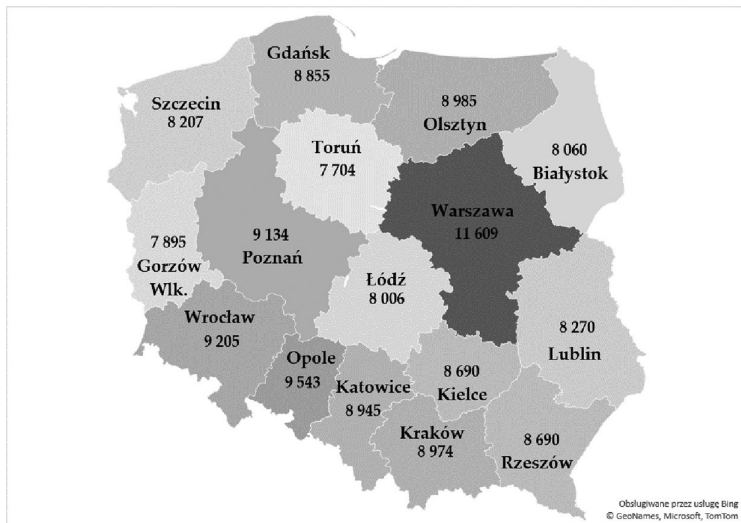 Gdańsk
8 855
Szczecin
8 207
8 985
Olsztyn
Toruń
7 704
8 060
Białystok
Warszawa
11 609
7 895
Gorzów
Wlk.
9 134
Poznań
Łódź
8 006
Wrocław
9 205
8 270
Lublin
Opole
9 543
Katowice
8 945
8 690
Kielce
Kraków
8 974
8 690
Rzeszów
Obsługiwane przez usługę Bing
© GeoNames, Microsoft, TomTom